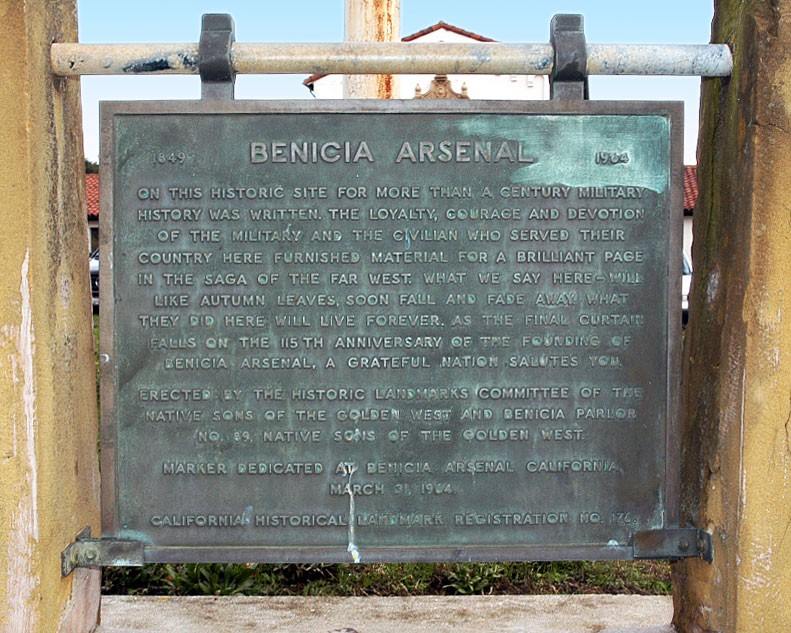 1849 BENICIA ARSENAL 1964
ON THIS HISTORIC SITE FOR MORE THAN A CENTURY MILITARY
HISTORY WAS WRITTEN. THE LOYALTY, COURAGE AND DEVOTION
OF THE MILITARY AND THE CIVILIAN WHO SERVED THEIR
COUNTRY HERE FURNISHED MATERIAL FOR A BRILLIANT PAGE
IN THE SAGA OF THE FAR WEST. WHAT WE SAY HERE–WILL
LIKE AUTUMN LEAVES, SOON FALL AND FADE AWAY. WHAT
THEY DID HERE WILL LIVE FOREVER. AS THE FINAL CURTAIN
FALLS ON THE 115TH ANNIVERSARY OF THE FOUNDING OF
BENICIA ARSENAL, A GRATEFUL NATION SALUTES YOU.
ERECTED BY THE HISTORIC LANDMARKS COMMITTEE OF THE
NATIVE SONS OF THE GOLDEN WEST AND BENICIA PARLOR
NO. 89, NATIVE SONS OF THE GOLDEN WEST.
MARKER DEDICATED AT BENICIA ARSENAL CALIFORNIA,
MARCH 31, 1964.
CALIFORNIA HISTORICAL LANDMARK REGISTRATION NO. 176.